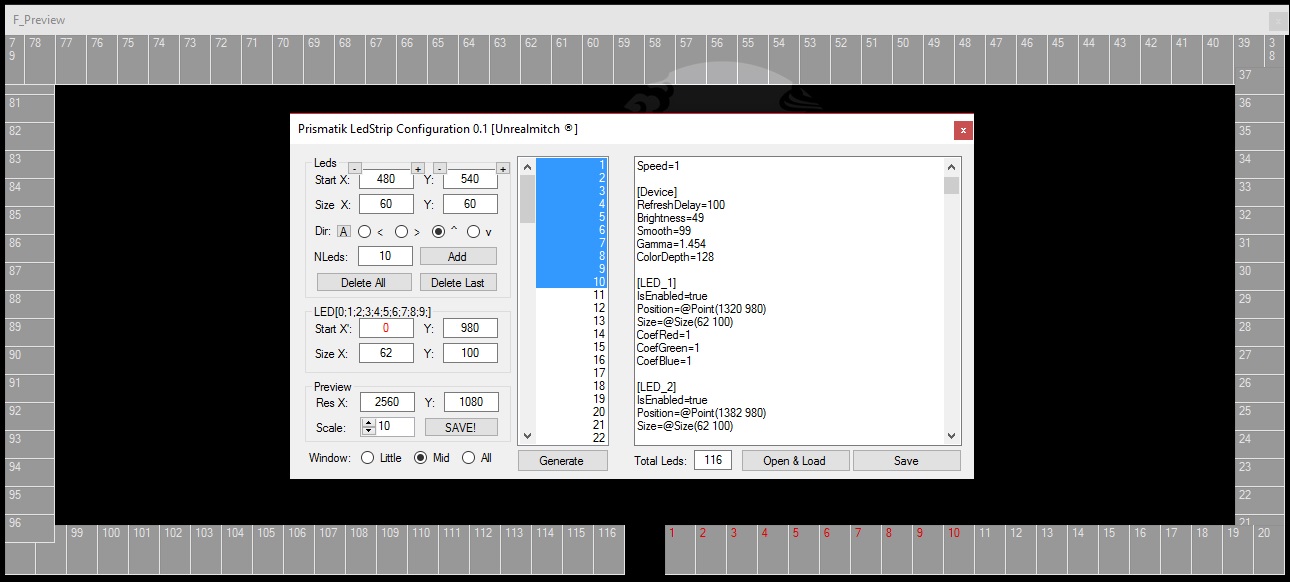 F_Preview
x
79 78 77 76 75 74 73 72 71 70 69 68 67 66 65 64 63 62 61 60 59 58 57 56 55 54 53 52 51 50 49 48 47 46 45 44 43 42 41 40 39 38
37
81
36
82
35
83
34
84
33
85
32
86
31
87
30
88
29
89
28
90
27
91
26
92
25
93
24
94
23
95
22
96
21
99 100 101 102 103 104 105 106 107 108 109 110 111 112 113 114 115 116
1 2 3 4 5 6 7 8 9 10 11 12 13 14 15 16 17 18 19 20
Prismatik LedStrip Configuration 0.1 [Unrealmitch ®]
x
Leds
- + - +
Start X: 480 Y: 540
Size X: 60 Y: 60
Dir: A < > ^ v
NLeds: 10 Add
Delete All Delete Last
LED[0;1;2;3;4;5;6;7;8;9;]
Start X': 0 Y: 980
Size X: 62 Y: 100
Preview
Res X: 2560 Y: 1080
Scale: 10 SAVE!
Window: Little Mid All
1
2
3
4
5
6
7
8
9
10
11
12
13
14
15
16
17
18
19
20
21
22
Generate
Speed=1
[Device]
RefreshDelay=100
Brightness=49
Smooth=99
Gamma=1.454
ColorDepth=128
[LED_1]
IsEnabled=true
Position=@Point(1320 980)
Size=@Size(62 100)
CoefRed=1
CoefGreen=1
CoefBlue=1
[LED_2]
IsEnabled=true
Position=@Point(1382 980)
Size=@Size(62 100)
Total Leds: 116 Open & Load Save